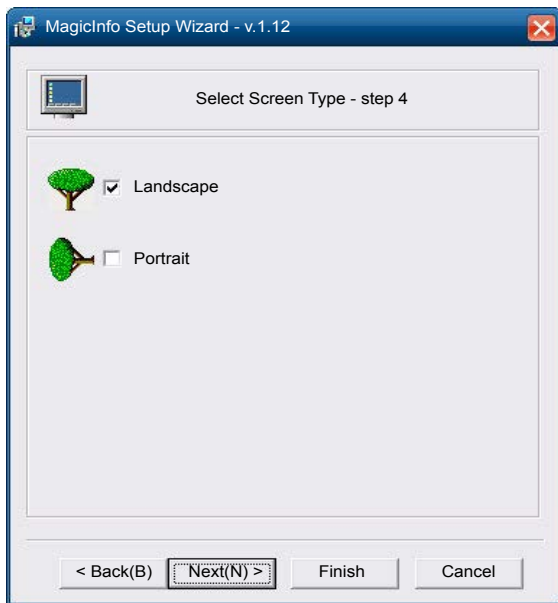 MagicInfo Setup Wizard - v.1.12
Select Screen Type - step 4
Landscape
Portrait
< Back(B) Next(N) > Finish Cancel